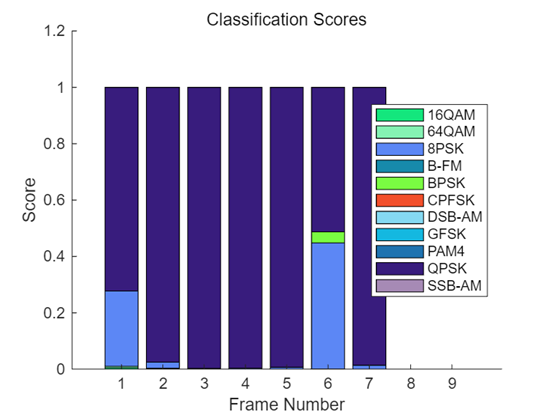 Classification Scores
1.2
1
0.8
0.6
0.4
0.2
0
Score
16QAM
64QAM
8PSK
B-FM
BPSK
CPFSK
DSB-AM
GFSK
PAM4
QPSK
SSB-AM
1 2 3 4 5 6 7 8 9
Frame Number